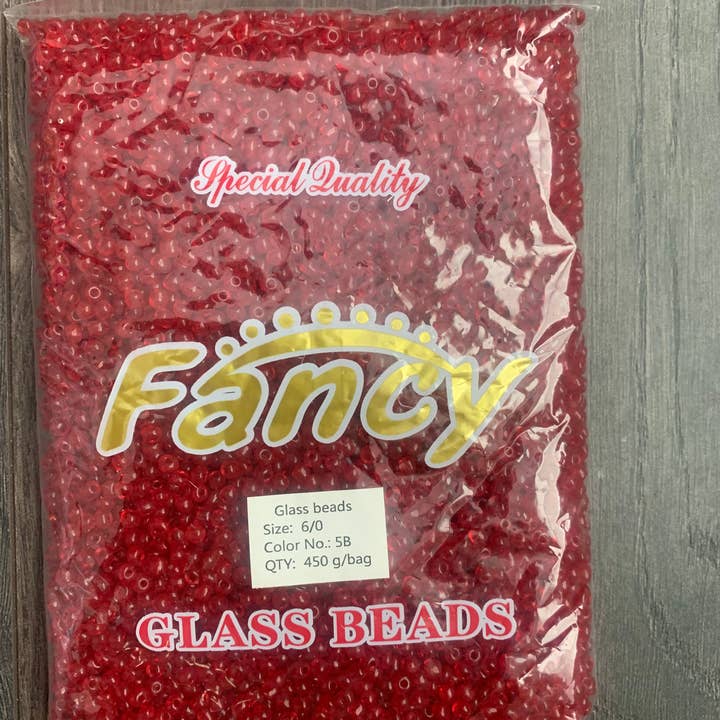 Special Quality
Fancy
Glass beads
Size: 6/0
Color No.: 5B
QTY: 450 g/bag
GLASS BEADS